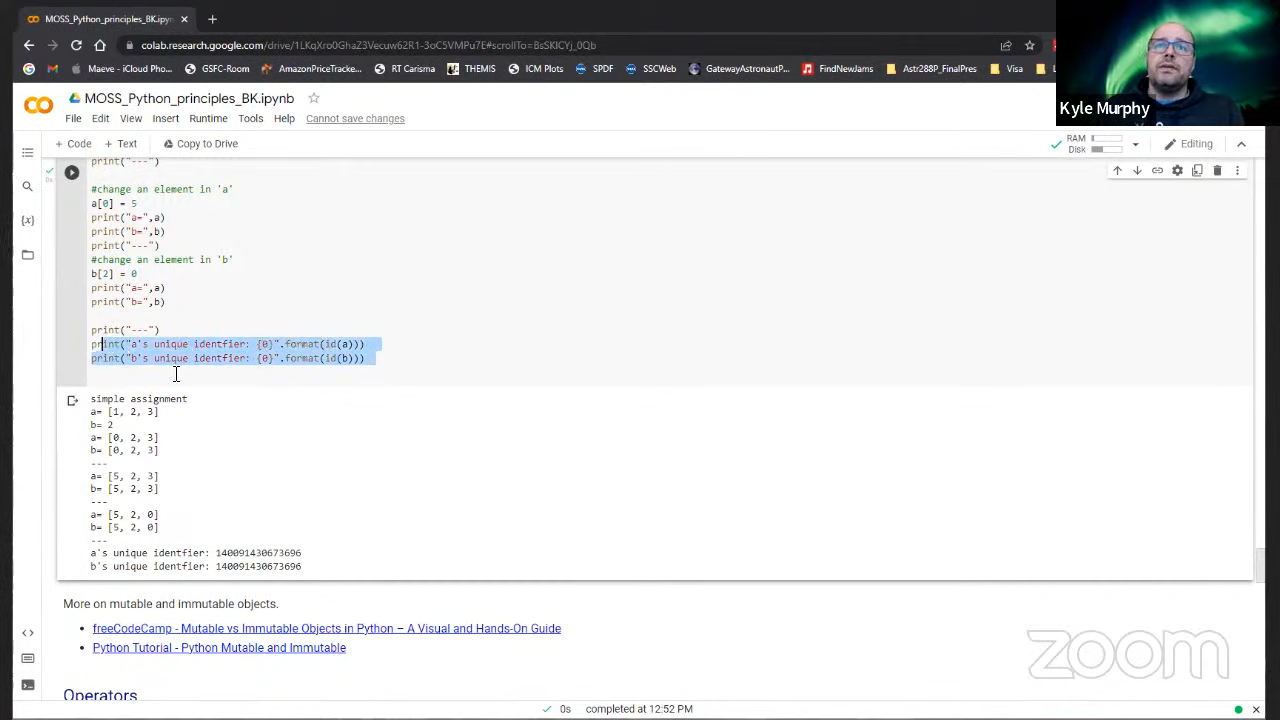 MOSS_Python_principles_BK.ipyn
colab.research.google.com/drive/1LKqXro0GhaZ3Vecuw62R1-3oC5VMPu7E#scrollTo=BsSKlCYj_0Qb
Maeve - iCloud Pho...
GSFC-Room
AmazonPriceTracke...
RT Carisma
THEMIS
ICM Plots
SPDF
SSCWeb
GatewayAstronautP...
FindNewJams
Astr288P_FinalPres
Visa
Kyle Murphy
MOSS_Python_principles_BK.ipynb
File Edit View Insert Runtime Tools Help Cannot save changes
+ Code + Text Copy to Drive
RAM
Disk
Editing
print("---")
#change an element in 'a'
a[0] = 5
print("a=",a)
print("b=",b)
print("---")
#change an element in 'b'
b[2] = 0
print("a=",a)
print("b=",b)
print("---")
print("a's unique identfier: {0}".format(id(a)))
print("b's unique identfier: {0}".format(id(b)))
simple assignment
a= [1, 2, 3]
b= 2
a= [0, 2, 3]
b= [0, 2, 3]
---
a= [5, 2, 3]
b= [5, 2, 3]
---
a= [5, 2, 0]
b= [5, 2, 0]
---
a's unique identfier: 140091430673696
b's unique identfier: 140091430673696
More on mutable and immutable objects.
freeCodeCamp - Mutable vs Immutable Objects in Python – A Visual and Hands-On Guide
Python Tutorial - Python Mutable and Immutable
zoom
Operators
0s completed at 12:52 PM